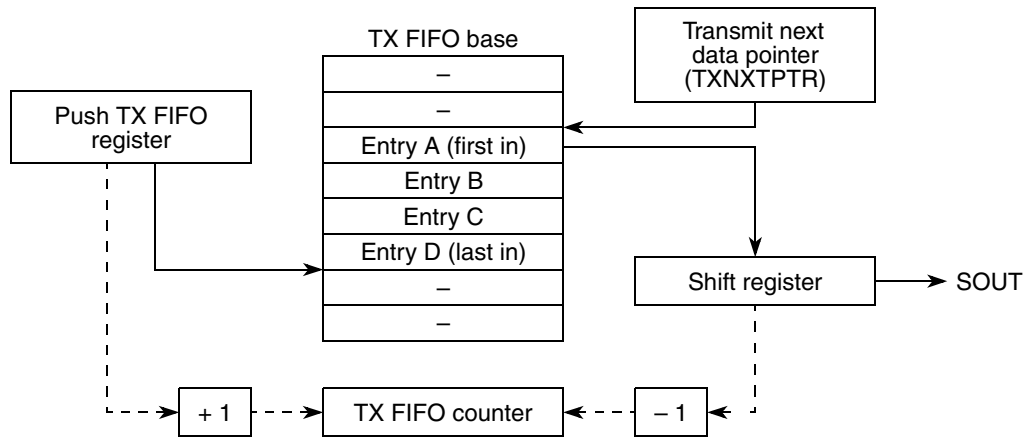 TX FIFO base
Transmit next
data pointer
(TXNXTPTR)
Push TX FIFO
register
–
–
Entry A (first in)
Entry B
Entry C
Entry D (last in)
–
–
Shift register
SOUT
+ 1
TX FIFO counter
– 1